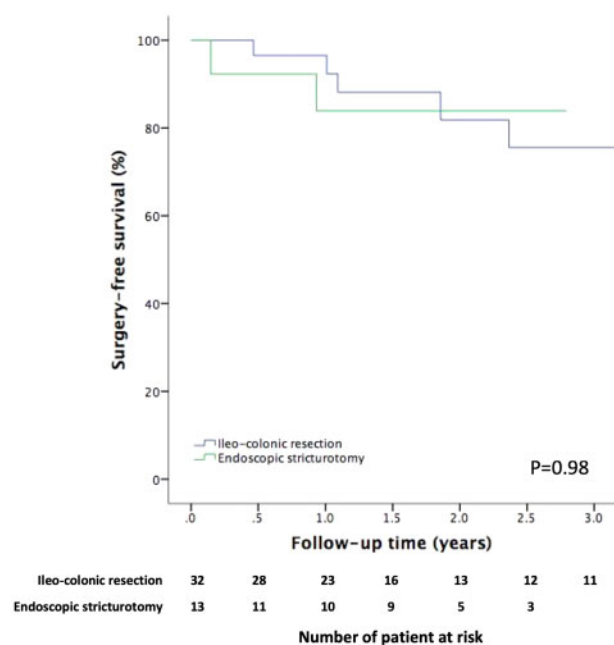 Surgery-free survival (%)
100
80
60
40
20
0
Ileo-colonic resection
Endoscopic stricturotomy
P=0.98
.0 .5 1.0 1.5 2.0 2.5 3.0
Follow-up time (years)
Ileo-colonic resection 32 28 23 16 13 12 11
Endoscopic stricturotomy 13 11 10 9 5 3
Number of patient at risk